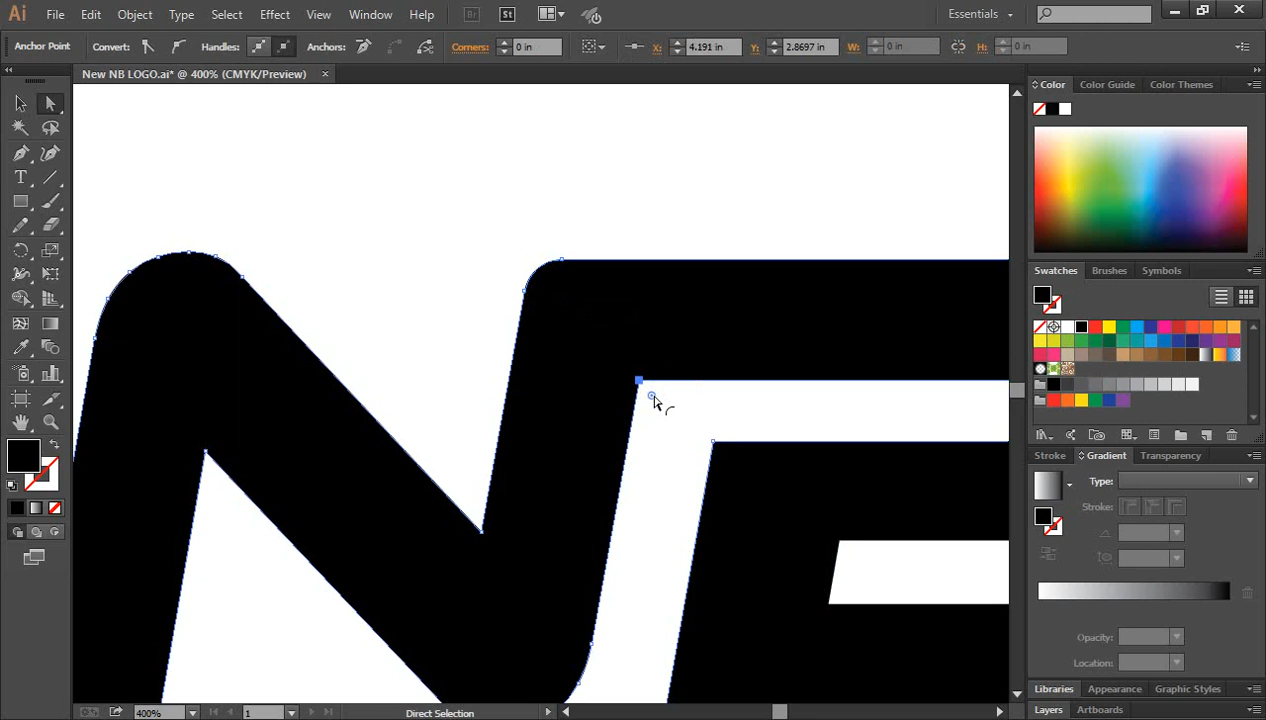 Ai File Edit Object Type Select Effect View Window Help Br St Essentials
Anchor Point Convert: Handles: Anchors: Corners: 0 in X: 4.191 in Y: 2.8697 in W: 0 in H: 0 in
New NB LOGO.ai* @ 400% (CMYK/Preview)
Color Color Guide Color Themes
Swatches Brushes Symbols
Stroke Gradient Transparency
Type:
Stroke:
Opacity:
Location:
Libraries Appearance Graphic Styles
Layers Artboards
400% 1 Direct Selection